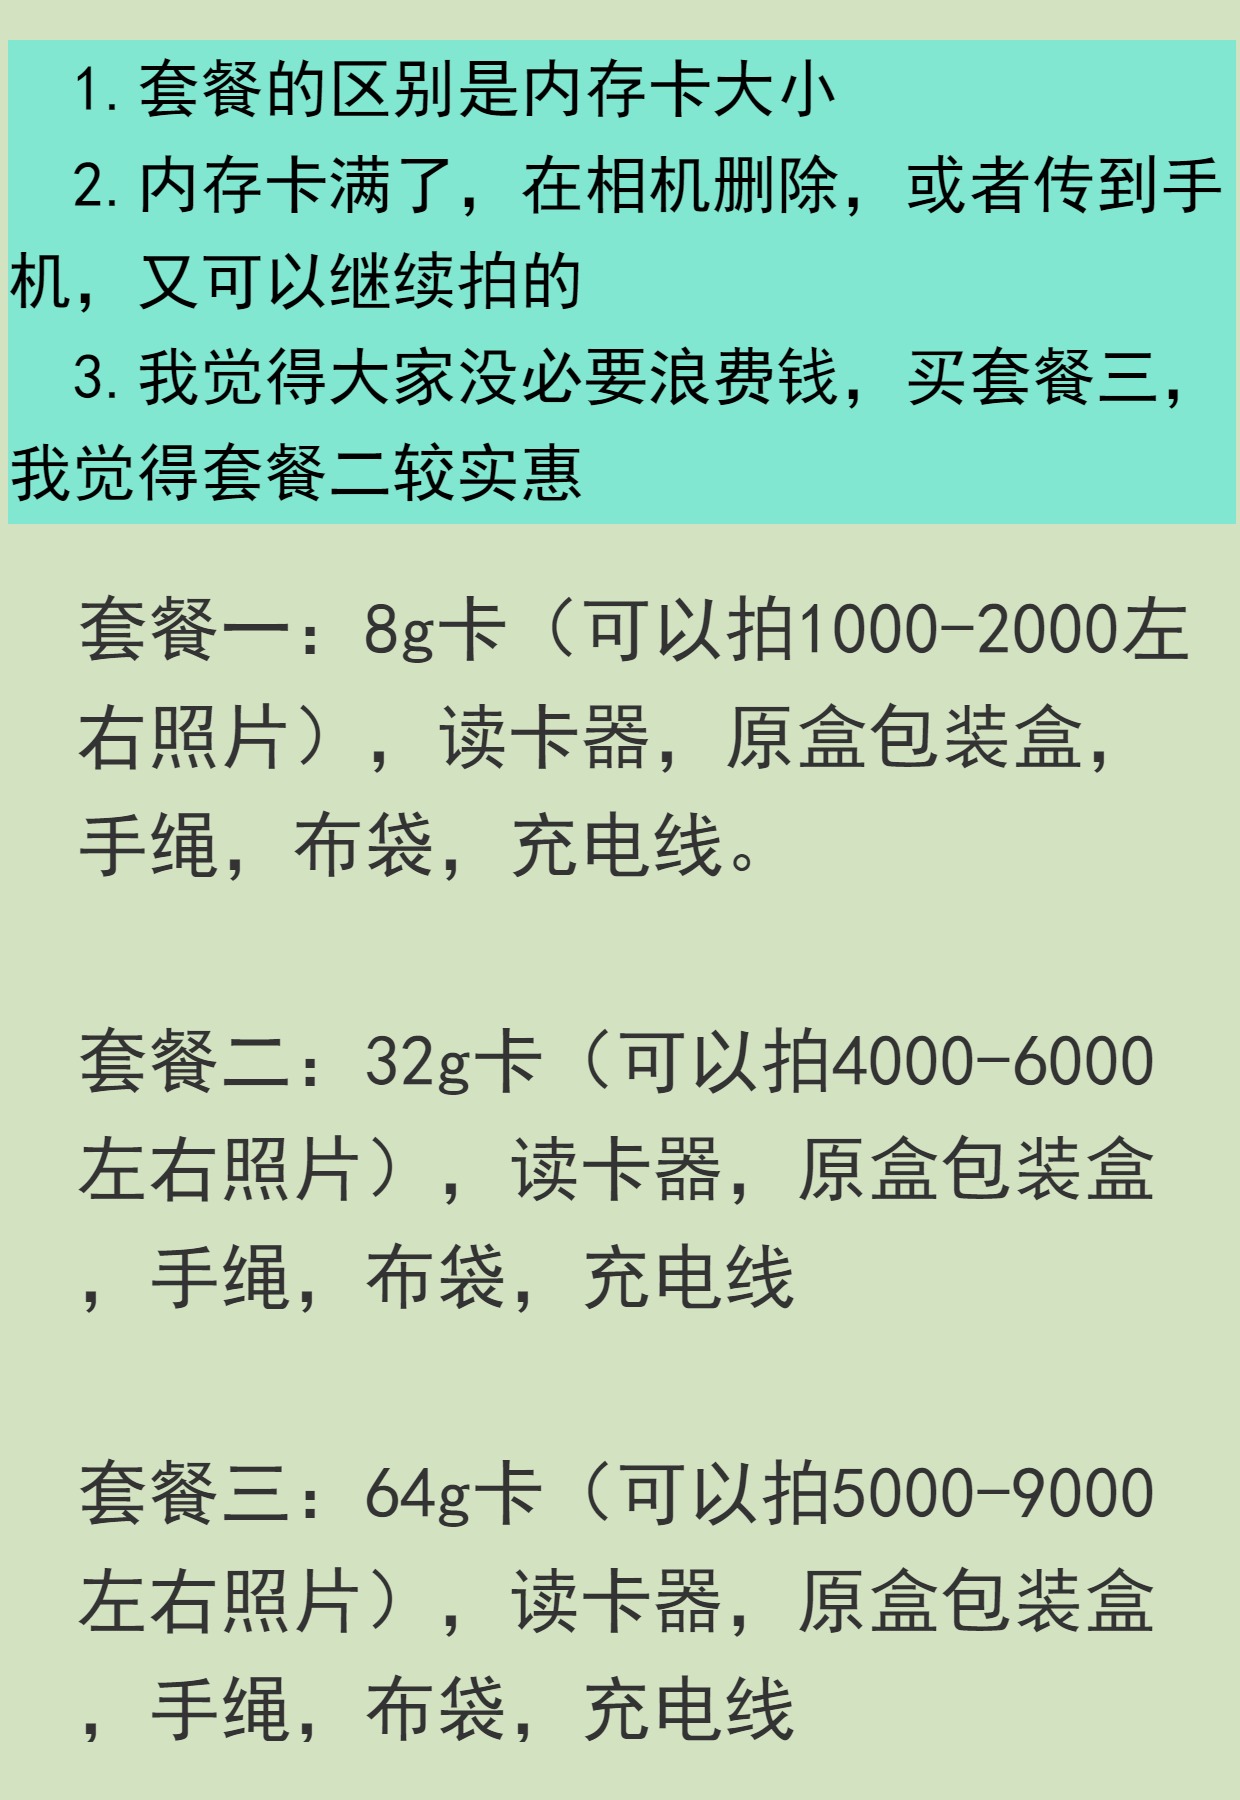 1.套餐的区别是内存卡大小
2.内存卡满了，在相机删除，或者传到手
机，又可以继续拍的
3.我觉得大家没必要浪费钱，买套餐三，
我觉得套餐二较实惠
套餐一：8g卡（可以拍1000-2000左
右照片），读卡器，原盒包装盒，
手绳，布袋，充电线。
套餐二：32g卡（可以拍4000-6000
左右照片），读卡器，原盒包装盒
，手绳，布袋，充电线
套餐三：64g卡（可以拍5000-9000
左右照片），读卡器，原盒包装盒
，手绳，布袋，充电线